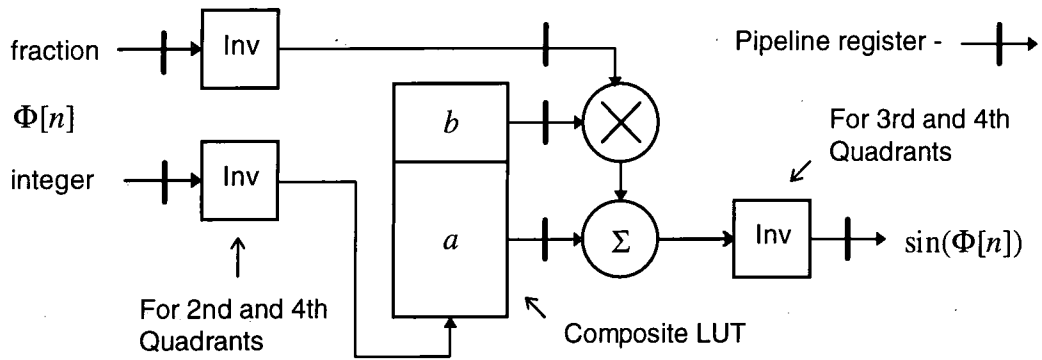 fraction
Inv
Pipeline register -
Φ[n]
b
For 3rd and 4th
Quadrants
integer
Inv
a
Σ
Inv
sin(Φ[n])
For 2nd and 4th
Quadrants
Composite LUT